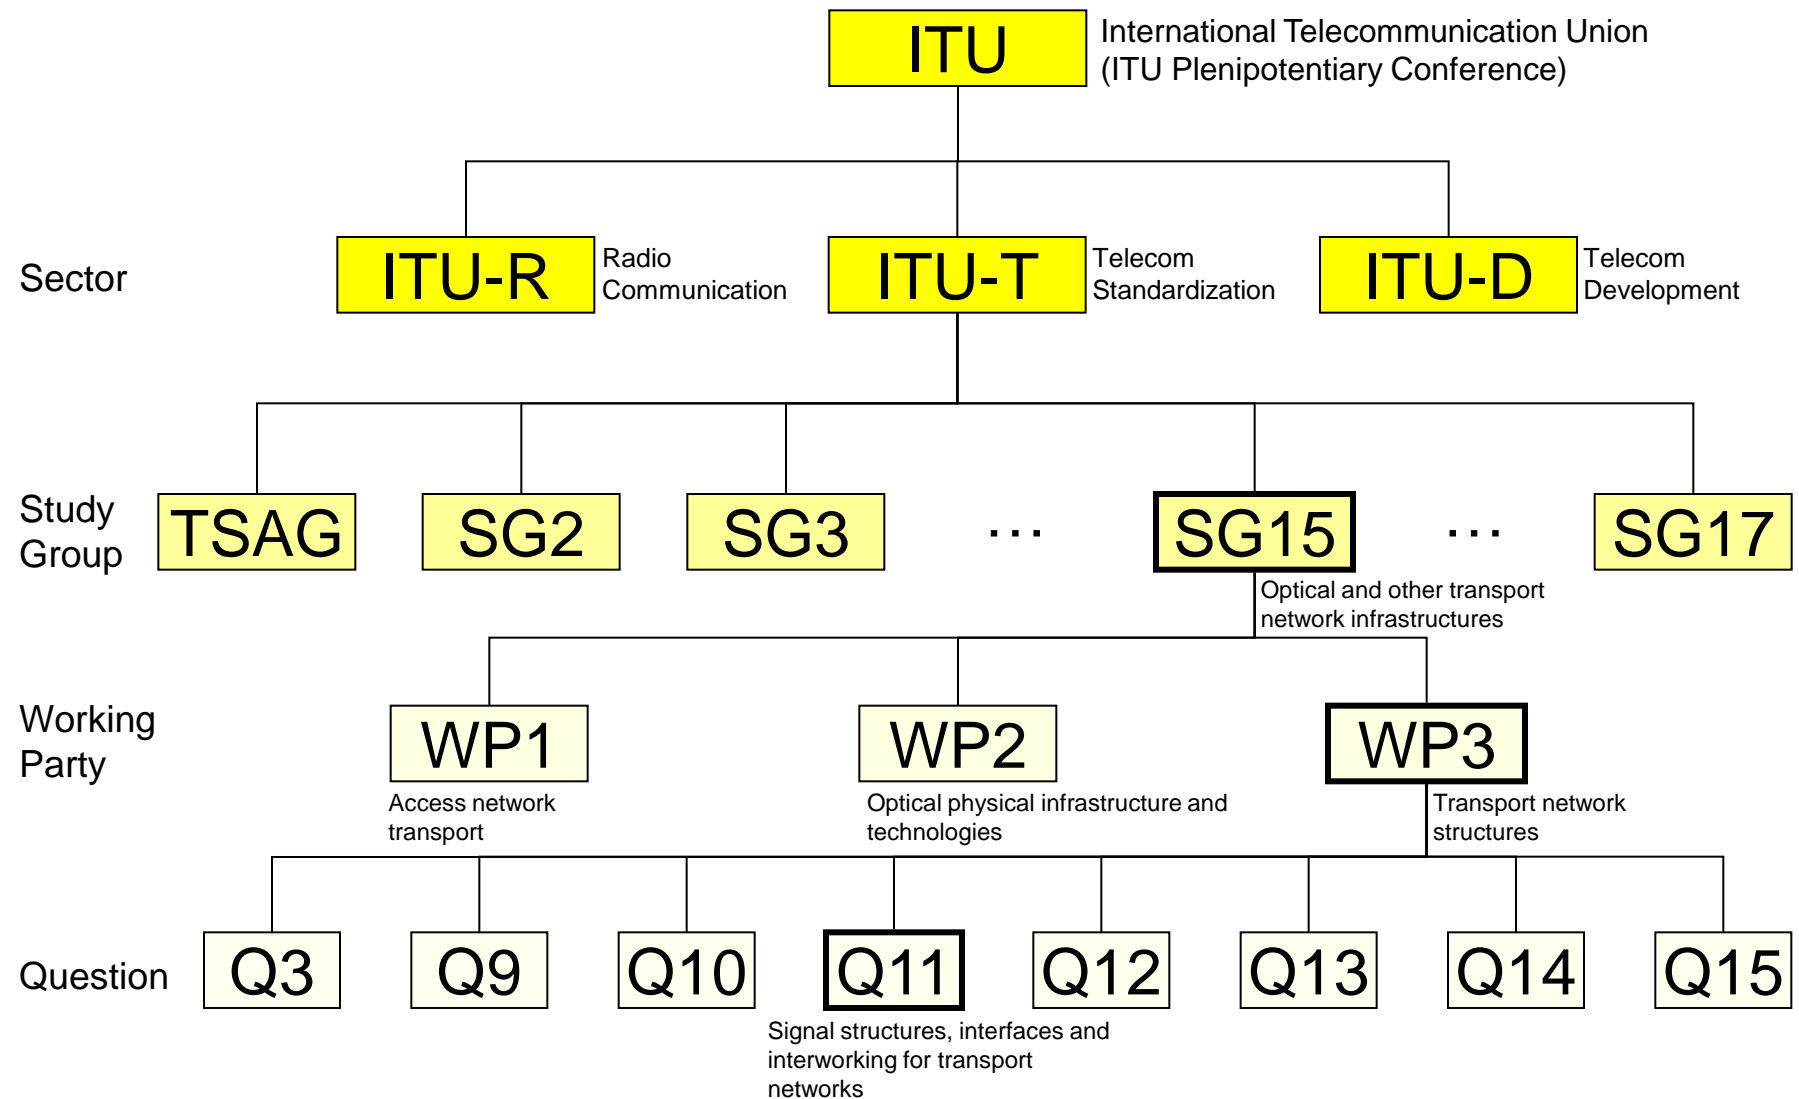 ITU
International Telecommunication Union
(ITU Plenipotentiary Conference)
Sector
ITU-R
Radio
Communication
ITU-T
Telecom
Standardization
ITU-D
Telecom
Development
Study
Group
TSAG
SG2
SG3
...
SG15
...
SG17
Optical and other transport
network infrastructures
Working
Party
WP1
WP2
WP3
Access network
transport
Optical physical infrastructure and
technologies
Transport network
structures
Question
Q3
Q9
Q10
Q11
Q12
Q13
Q14
Q15
Signal structures, interfaces and
interworking for transport
networks